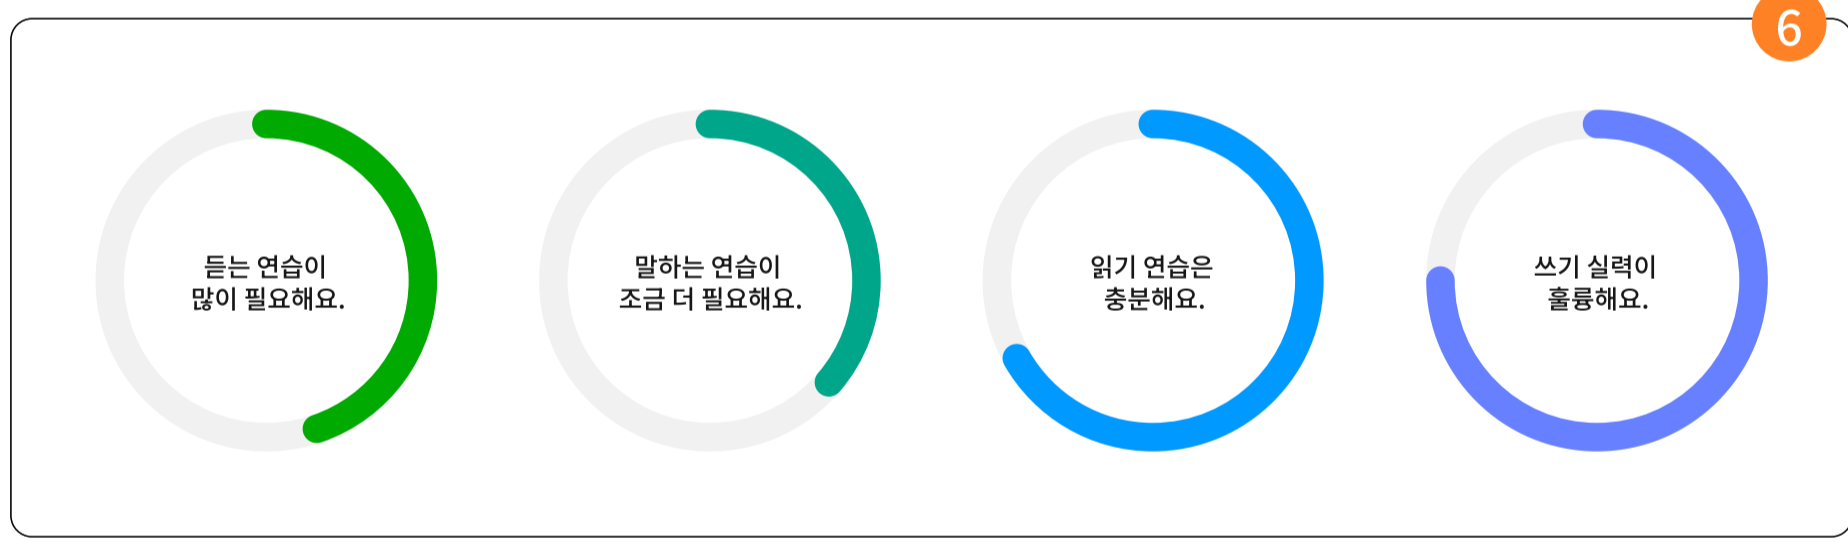 6
듣는 연습이
많이 필요해요.
말하는 연습이
조금 더 필요해요.
읽기 연습은
충분해요.
쓰기 실력이
훌륭해요.